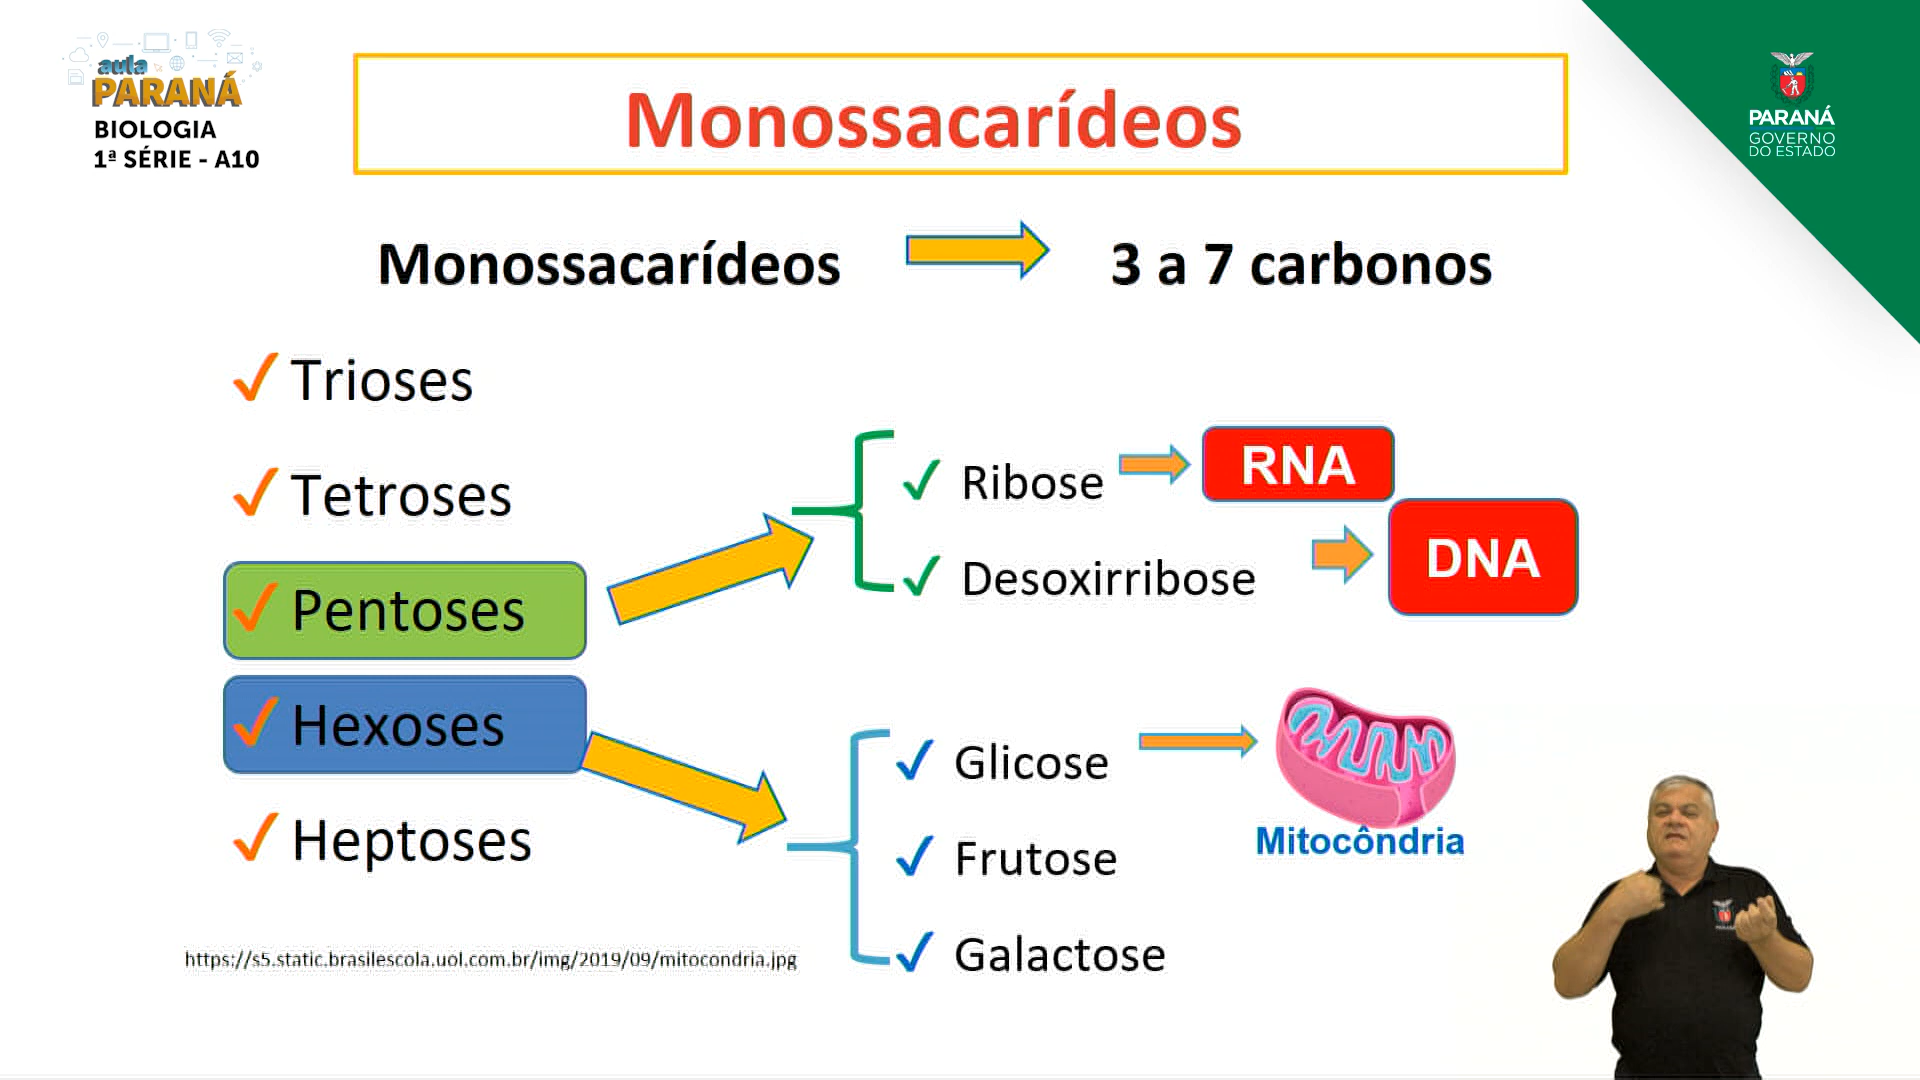 aula
PARANÁ
BIOLOGIA
1ª SÉRIE - A10
Monossacarídeos
PARANÁ
GOVERNO
DO ESTADO
Monossacarídeos
3 a 7 carbonos
Trioses
Tetroses
Pentoses
Hexoses
Heptoses
Ribose
RNA
Desoxirribose
DNA
Glicose
Frutose
Galactose
Mitocôndria
https://s5.static.brasilescola.uol.com.br/img/2019/09/mitocondria.jpg